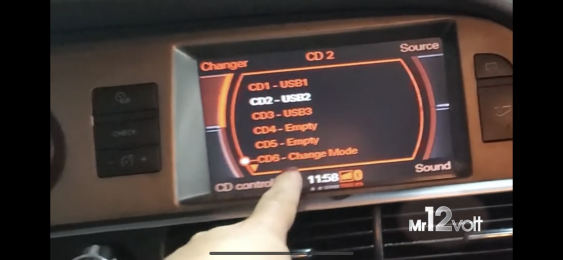 Changer
CD 2
Source
CD1 - USB1
CD2 - USB2
CD3 - USB3
CD4 - Empty
CD5 - Empty
CD6 - Change Mode
CD control
11:58
Sound
CHECK
Mr12volt